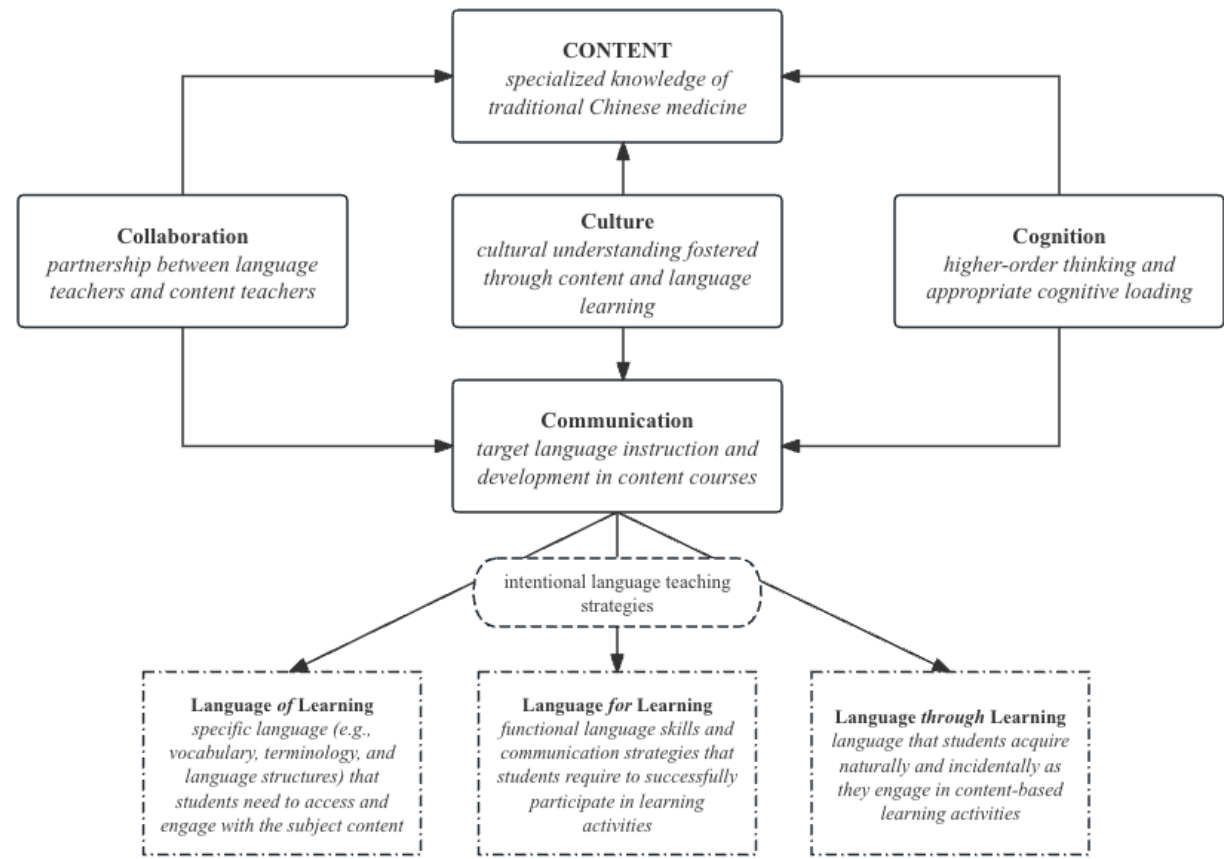 CONTENT
specialized knowledge of
traditional Chinese medicine
Collaboration
partnership between language
teachers and content teachers
Culture
cultural understanding fostered
through content and language
learning
Cognition
higher-order thinking and
appropriate cognitive loading
Communication
target language instruction and
development in content courses
intentional language teaching
strategies
Language of Learning
specific language (e.g.,
vocabulary, terminology, and
language structures) that
students need to access and
engage with the subject content
Language for Learning
functional language skills and
communication strategies that
students require to successfully
participate in learning
activities
Language through Learning
language that students acquire
naturally and incidentally as
they engage in content-based
learning activities